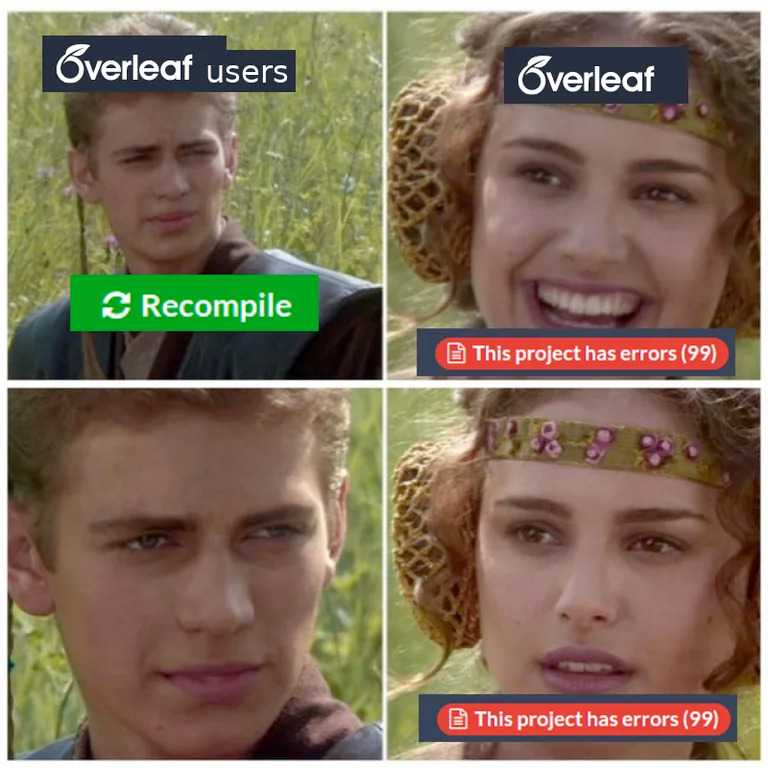 Overleaf users
Overleaf
Recompile
This project has errors (99)
This project has errors (99)